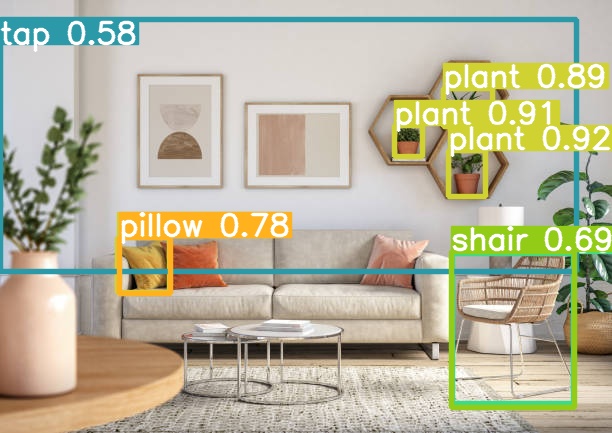 tap 0.58
plant 0.89
plant 0.91
plant 0.92
pillow 0.78
shair 0.69